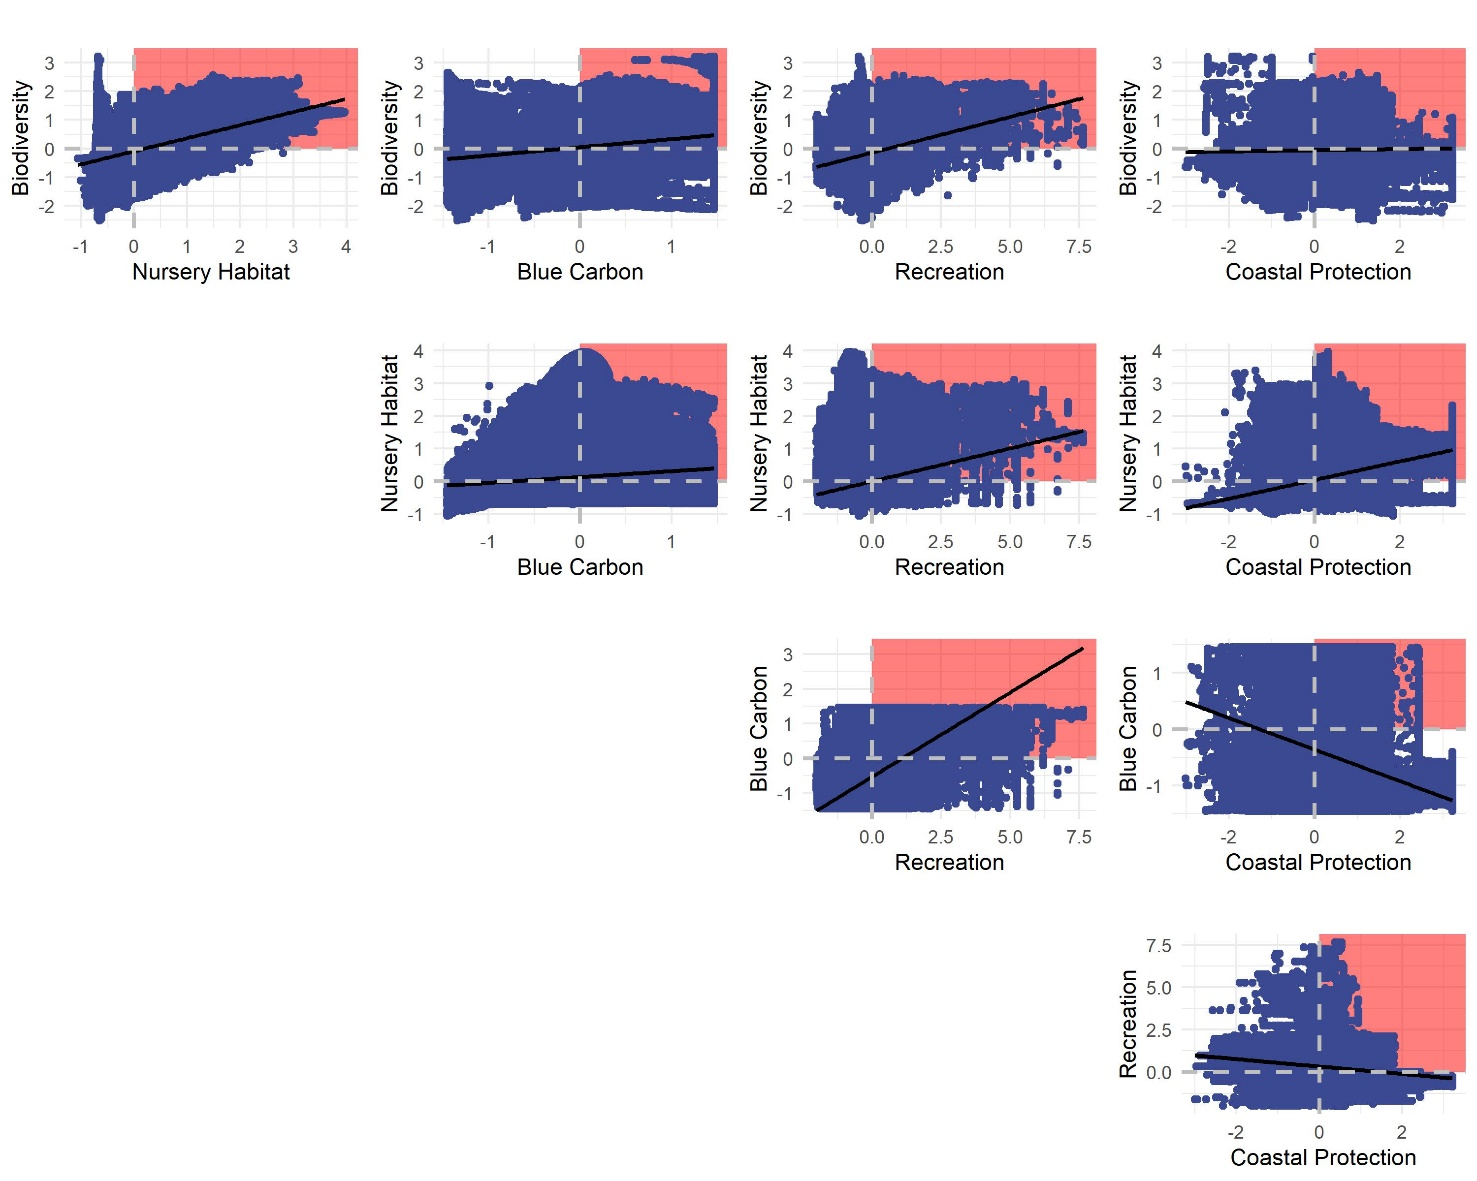 Biodiversity
3
2
1
0
-1
-2
-1 0 1 2 3 4
Nursery Habitat
Biodiversity
3
2
1
0
-1
-2
-1 0 1
Blue Carbon
Biodiversity
3
2
1
0
-1
-2
0.0 2.5 5.0 7.5
Recreation
Biodiversity
3
2
1
0
-1
-2
-2 0 2
Coastal Protection
Nursery Habitat
4
3
2
1
0
-1
-1 0 1
Blue Carbon
Nursery Habitat
4
3
2
1
0
-1
0.0 2.5 5.0 7.5
Recreation
Nursery Habitat
4
3
2
1
0
-1
-2 0 2
Coastal Protection
Blue Carbon
3
2
1
0
-1
0.0 2.5 5.0 7.5
Recreation
Blue Carbon
1
0
-1
-2 0 2
Coastal Protection
Recreation
7.5
5.0
2.5
0.0
-2 0 2
Coastal Protection